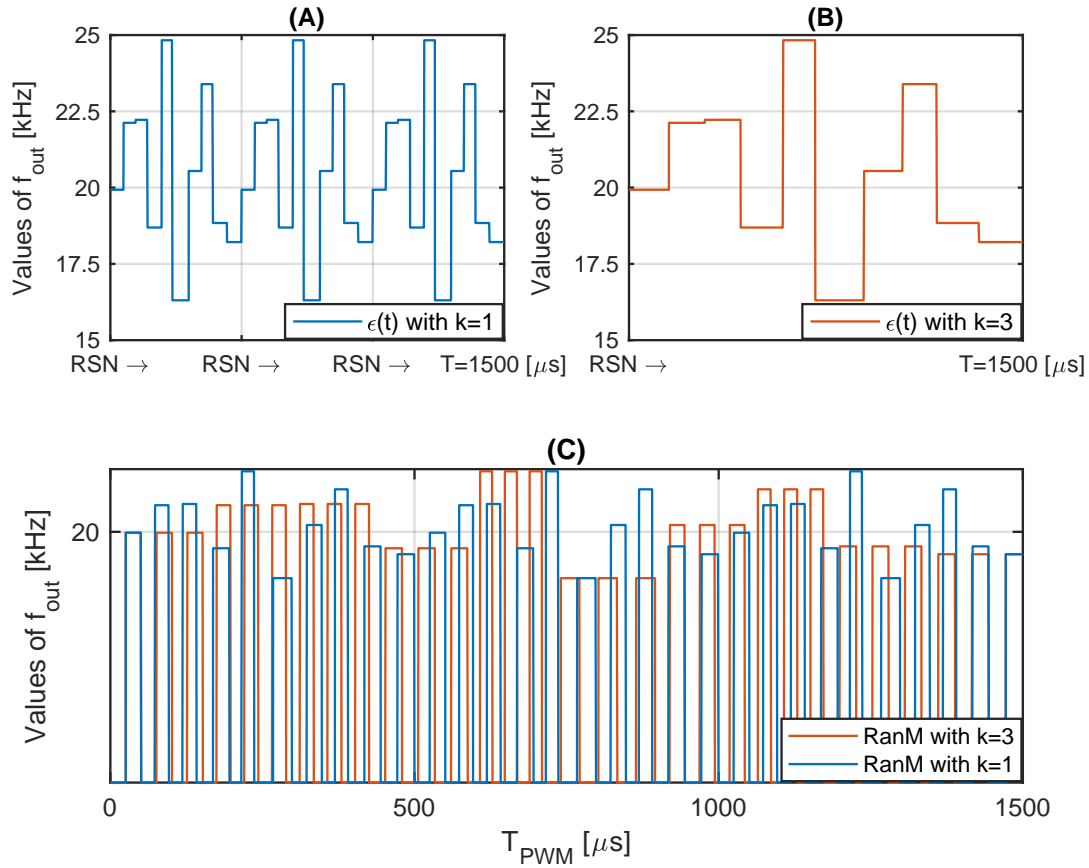 (A)
Values of f_out [kHz]
25
22.5
20
17.5
15
ϵ(t) with k=1
RSN → RSN → RSN → T=1500 [μs]
(B)
Values of f_out [kHz]
25
22.5
20
17.5
15
ϵ(t) with k=3
RSN → T=1500 [μs]
(C)
Values of f_out [kHz]
20
RanM with k=3
RanM with k=1
0 500 1000 1500
T_PWM [μs]